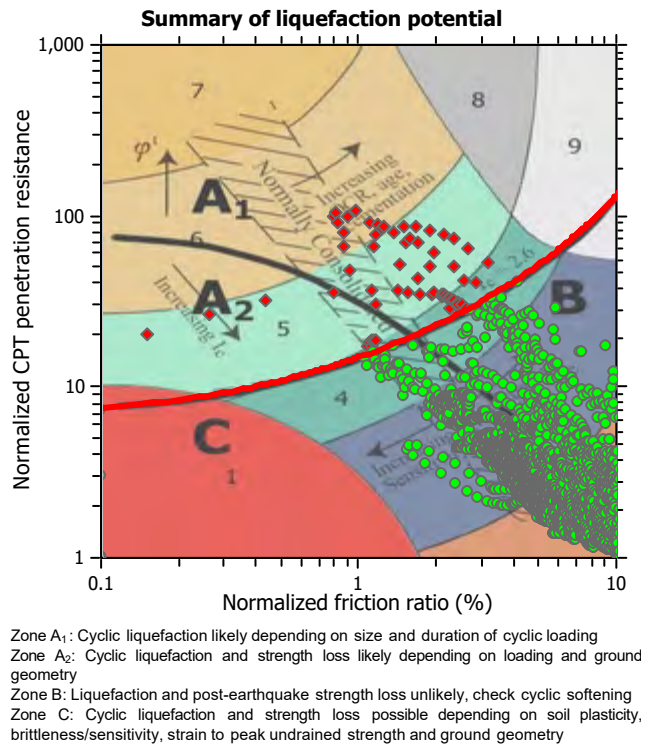 Summary of liquefaction potential
1,000
100
10
1
Normalized CPT penetration resistance
7
8
9
φ'
Increasing
OCR, age,
cementation
Normally Consolidated
A1
6
A2
Increasing Ic
5
2.6
B
4
C
1
Increasing
0.1
1
10
Normalized friction ratio (%)
Zone A1: Cyclic liquefaction likely depending on size and duration of cyclic loading
Zone A2: Cyclic liquefaction and strength loss likely depending on loading and ground
geometry
Zone B: Liquefaction and post-earthquake strength loss unlikely, check cyclic softening
Zone C: Cyclic liquefaction and strength loss possible depending on soil plasticity,
brittleness/sensitivity, strain to peak undrained strength and ground geometry